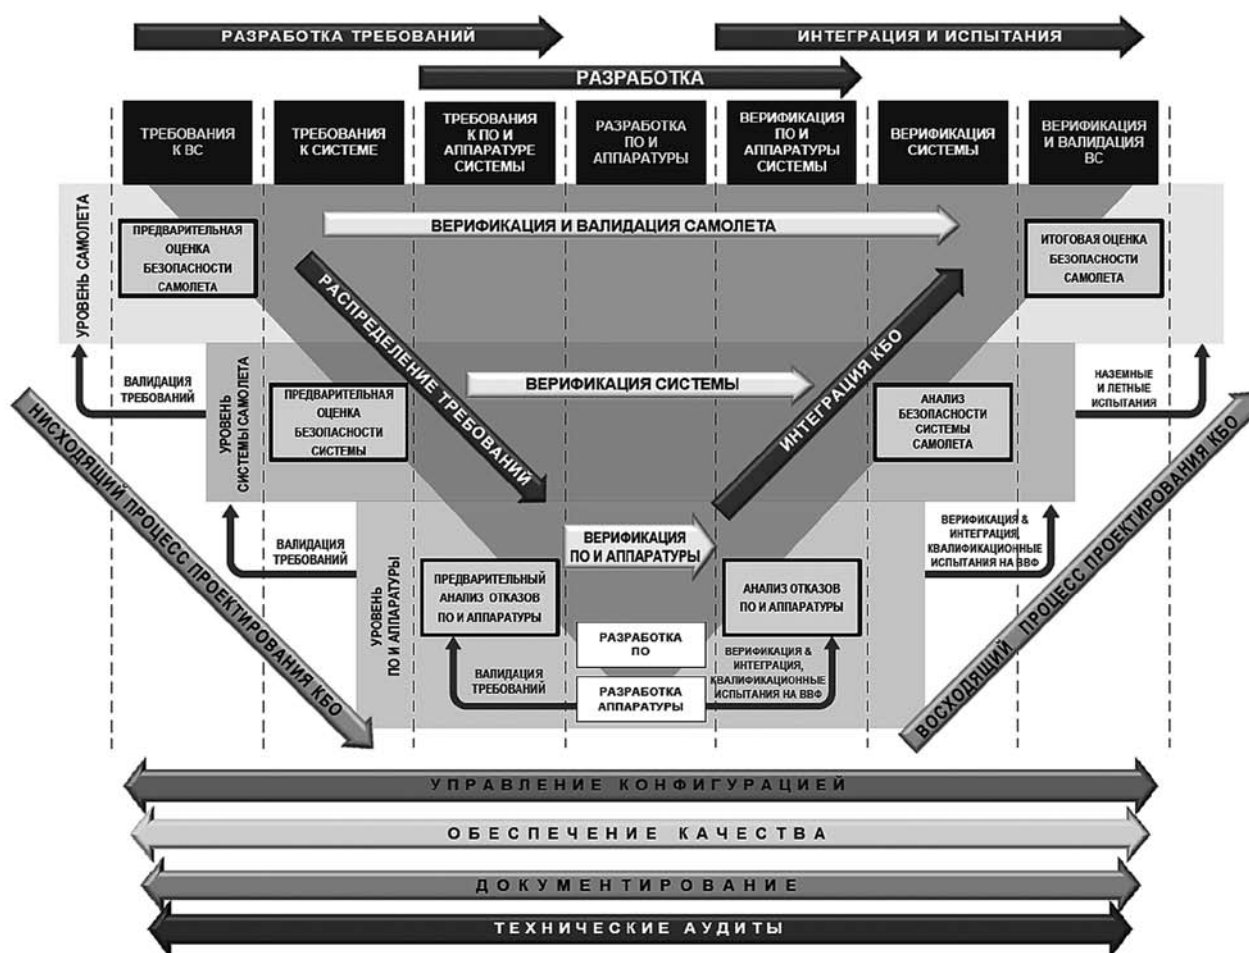 РАЗРАБОТКА ТРЕБОВАНИЙ
ИНТЕГРАЦИЯ И ИСПЫТАНИЯ
РАЗРАБОТКА
ТРЕБОВАНИЯ
К ВС
ТРЕБОВАНИЯ
К СИСТЕМЕ
ТРЕБОВАНИЯ
К ПО И
АППАРАТУРЕ
СИСТЕМЫ
РАЗРАБОТКА
ПО И
АППАРАТУРЫ
ВЕРИФИКАЦИЯ
ПО И
АППАРАТУРЫ
СИСТЕМЫ
ВЕРИФИКАЦИЯ
СИСТЕМЫ
ВЕРИФИКАЦИЯ
И ВАЛИДАЦИЯ
ВС
УРОВЕНЬ САМОЛЕТА
ПРЕДВАРИТЕЛЬНАЯ
ОЦЕНКА
БЕЗОПАСНОСТИ
САМОЛЕТА
ВЕРИФИКАЦИЯ И ВАЛИДАЦИЯ САМОЛЕТА
ИТОГОВАЯ ОЦЕНКА
БЕЗОПАСНОСТИ
САМОЛЕТА
РАСПРЕДЕЛЕНИЕ ТРЕБОВАНИЙ
ИНТЕГРАЦИЯ КБО
ВАЛИДАЦИЯ
ТРЕБОВАНИЙ
УРОВЕНЬ
СИСТЕМЫ САМОЛЕТА
ПРЕДВАРИТЕЛЬНАЯ
ОЦЕНКА
БЕЗОПАСНОСТИ
СИСТЕМЫ
ВЕРИФИКАЦИЯ СИСТЕМЫ
АНАЛИЗ
БЕЗОПАСНОСТИ
СИСТЕМЫ
САМОЛЕТА
НАЗЕМНЫЕ
И ЛЕТНЫЕ
ИСПЫТАНИЯ
НИСХОДЯЩИЙ ПРОЦЕСС ПРОЕКТИРОВАНИЯ КБО
ВОСХОДЯЩИЙ ПРОЦЕСС ПРОЕКТИРОВАНИЯ КБО
ВАЛИДАЦИЯ
ТРЕБОВАНИЙ
УРОВЕНЬ
ПО И АППАРАТУРЫ
ВЕРИФИКАЦИЯ
ПО И АППАРАТУРЫ
ВЕРИФИКАЦИЯ &
ИНТЕГРАЦИЯ,
КВАЛИФИКАЦИОННЫЕ
ИСПЫТАНИЯ НА ВВФ
ПРЕДВАРИТЕЛЬНЫЙ
АНАЛИЗ ОТКАЗОВ
ПО И АППАРАТУРЫ
АНАЛИЗ ОТКАЗОВ
ПО И АППАРАТУРЫ
РАЗРАБОТКА
ПО
ВАЛИДАЦИЯ
ТРЕБОВАНИЙ
РАЗРАБОТКА
АППАРАТУРЫ
ВЕРИФИКАЦИЯ &
ИНТЕГРАЦИЯ,
КВАЛИФИКАЦИОННЫЕ
ИСПЫТАНИЯ НА ВВФ
УПРАВЛЕНИЕ КОНФИГУРАЦИЕЙ
ОБЕСПЕЧЕНИЕ КАЧЕСТВА
ДОКУМЕНТИРОВАНИЕ
ТЕХНИЧЕСКИЕ АУДИТЫ